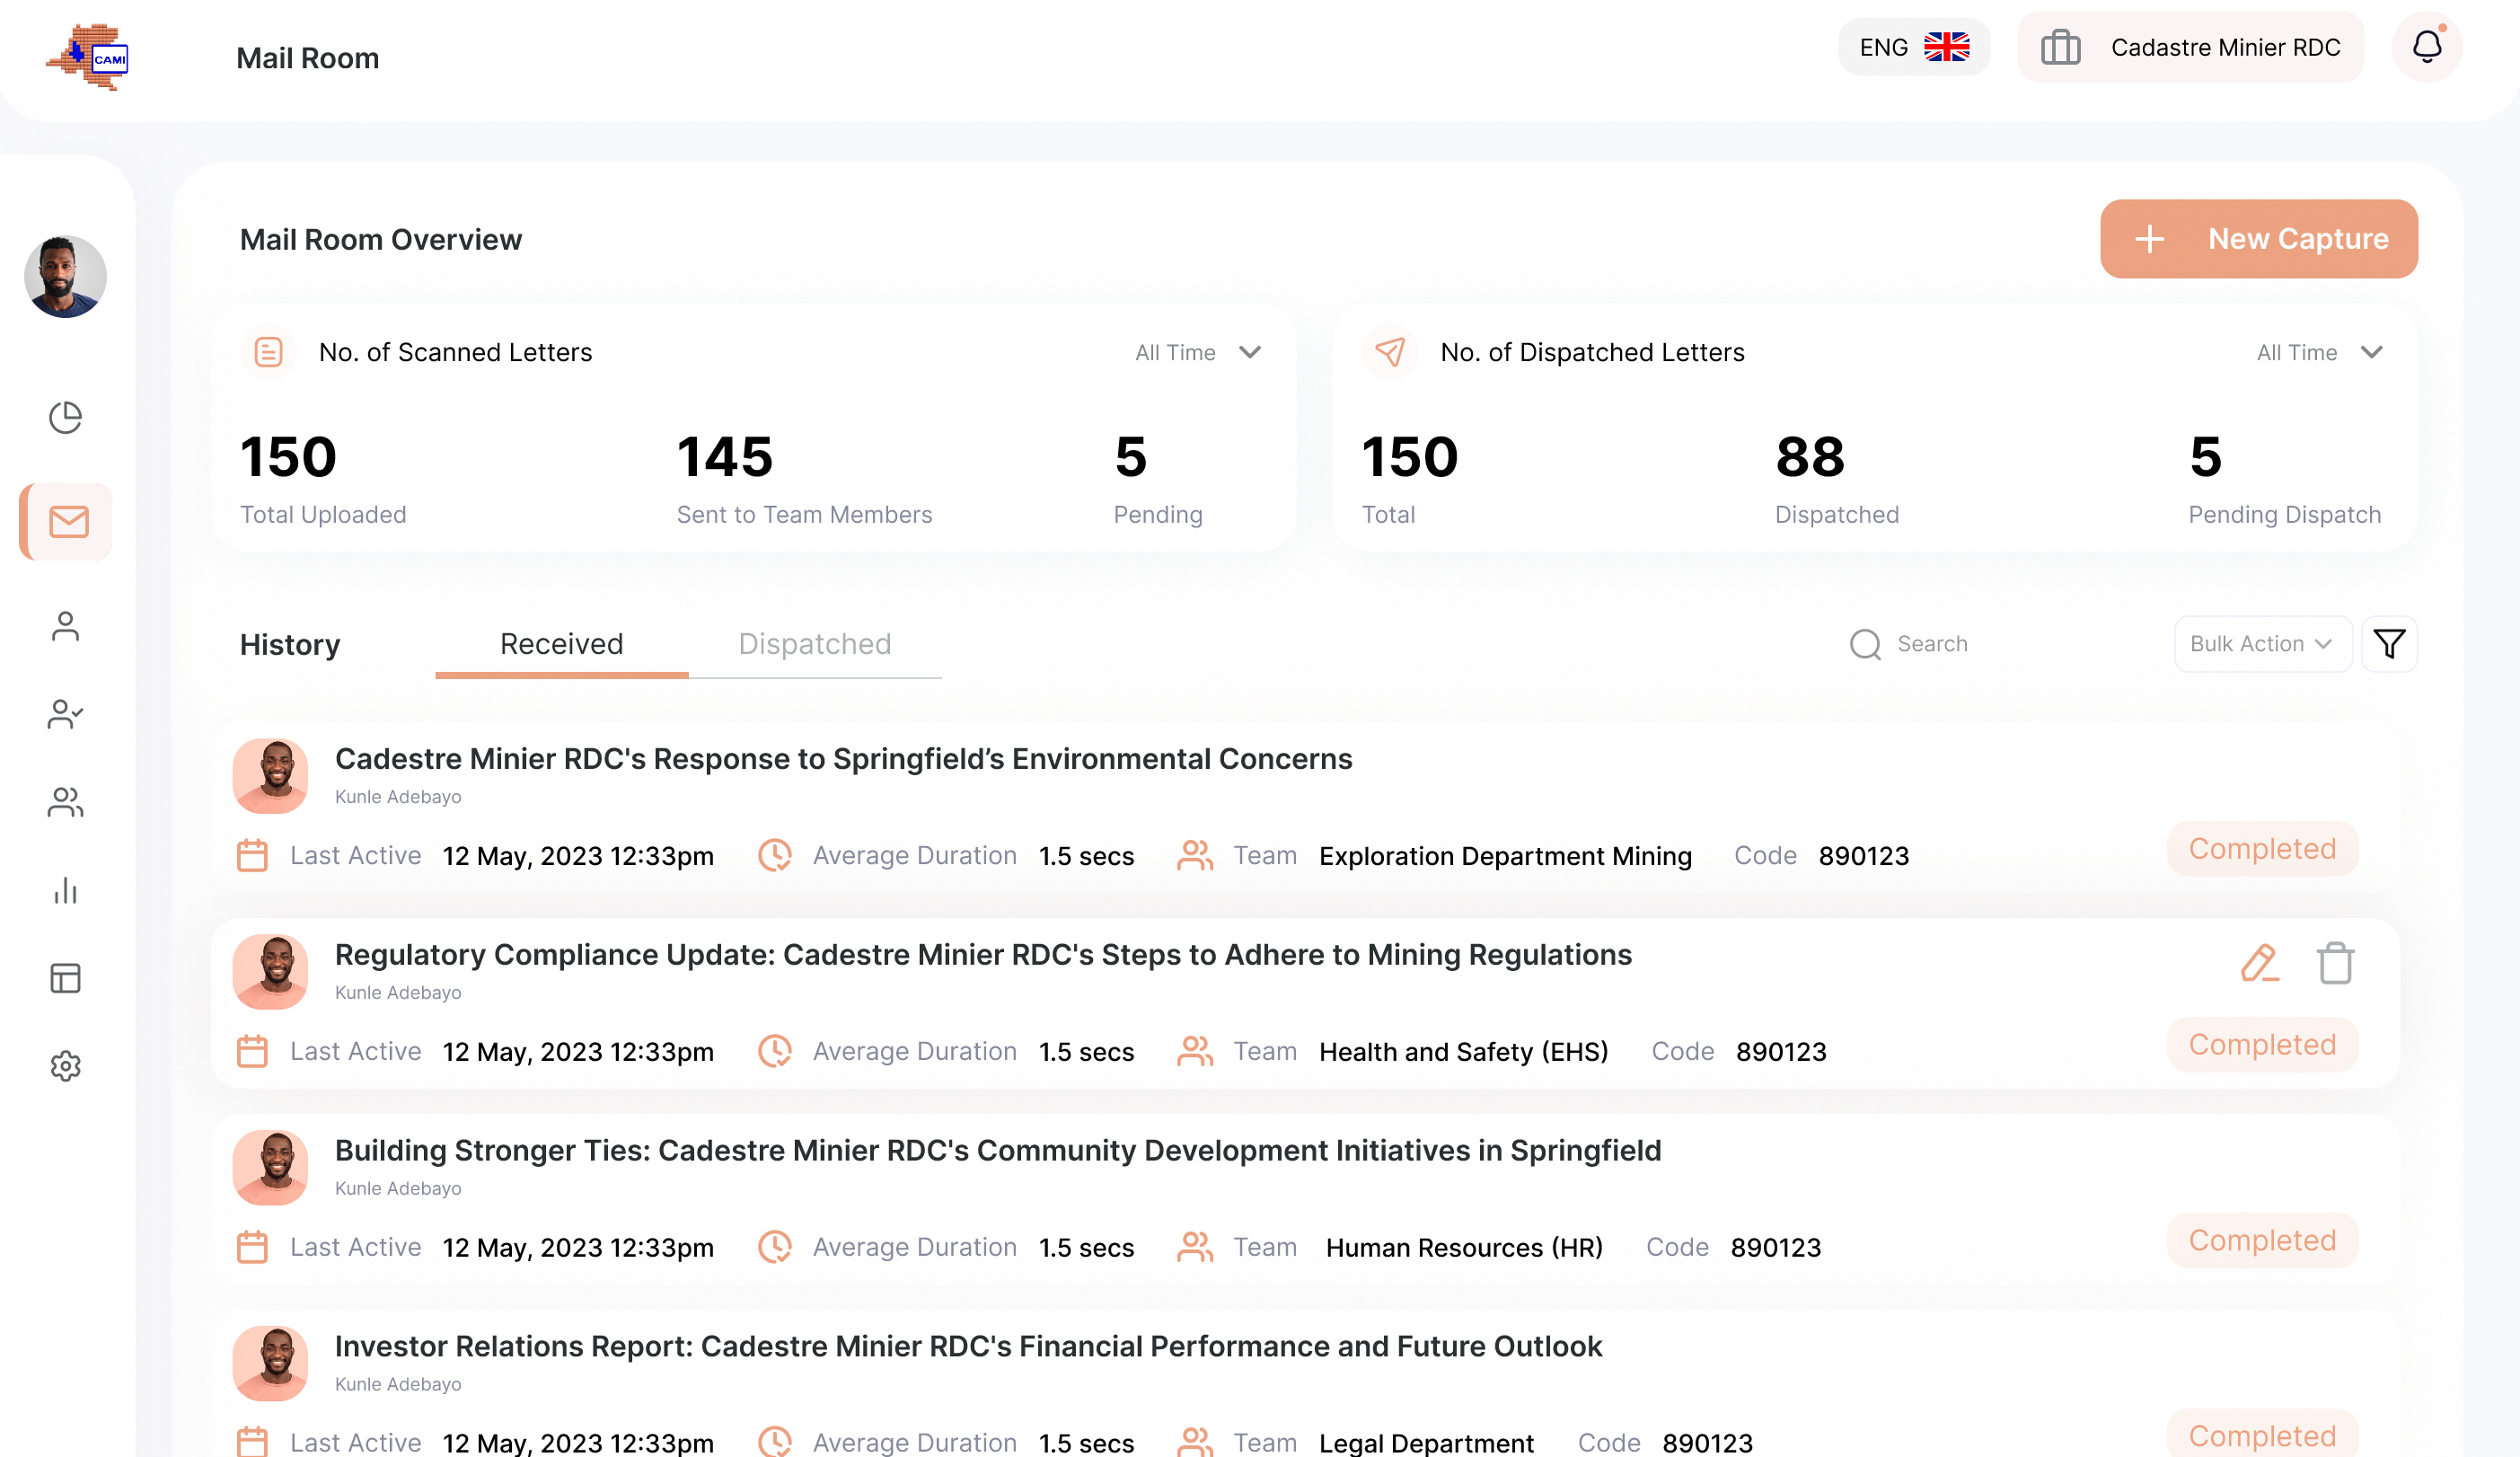 CAMI
Mail Room
ENG
Cadastre Minier RDC
Mail Room Overview
New Capture
No. of Scanned Letters
All Time
150
145
5
Total Uploaded
Sent to Team Members
Pending
No. of Dispatched Letters
All Time
150
88
5
Total
Dispatched
Pending Dispatch
History
Received
Dispatched
Search
Bulk Action
Cadestre Minier RDC's Response to Springfield’s Environmental Concerns
Kunle Adebayo
Last Active 12 May, 2023 12:33pm Average Duration 1.5 secs Team Exploration Department Mining Code 890123
Completed
Regulatory Compliance Update: Cadestre Minier RDC's Steps to Adhere to Mining Regulations
Kunle Adebayo
Last Active 12 May, 2023 12:33pm Average Duration 1.5 secs Team Health and Safety (EHS) Code 890123
Completed
Building Stronger Ties: Cadestre Minier RDC's Community Development Initiatives in Springfield
Kunle Adebayo
Last Active 12 May, 2023 12:33pm Average Duration 1.5 secs Team Human Resources (HR) Code 890123
Completed
Investor Relations Report: Cadestre Minier RDC's Financial Performance and Future Outlook
Kunle Adebayo
Last Active 12 May, 2023 12:33pm Average Duration 1.5 secs Team Legal Department Code 890123
Completed